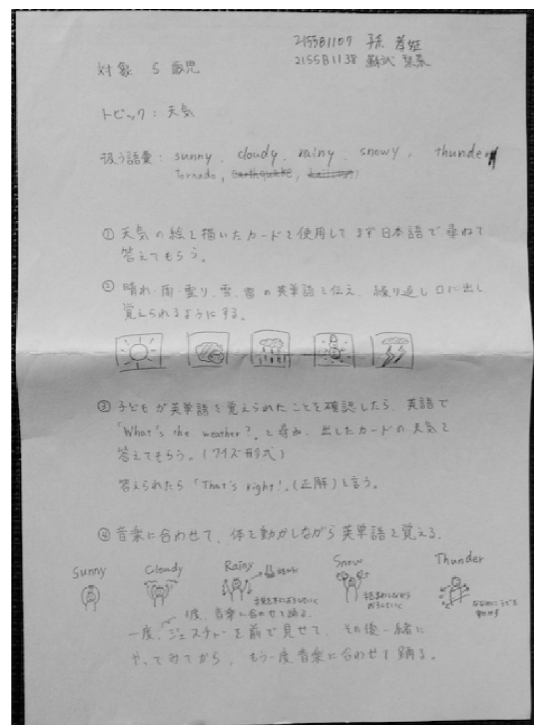 2155B1107
2155B1138
対象 5歳児
トピック：天気
扱う語彙： sunny, cloudy, rainy, snowy, thunder
Tornado,
① 天気の絵を描いたカードを使用してまず日本語で尋ねて
答えてもらう。
② 晴れ・雨・曇り、雪、雷の英単語を伝え、繰り返し口に出し
覚えられるようにする。
③ 子どもが英単語を覚えられたことを確認したら、英語で
「What's the weather?」と尋ね、出したカードの天気を
答えてもらう。(クイズ形式)
答えられたら「That's right!」(正解)と言う。
④ 音楽に合わせて、体を動かしながら英単語を覚える。
Sunny Cloudy Rainy Snow Thunder
1度、音楽に合わせて踊る。
一度、ジェスチャーを前で見せて、その後一緒に
やってみてから、もう一度音楽に合わせて踊る。